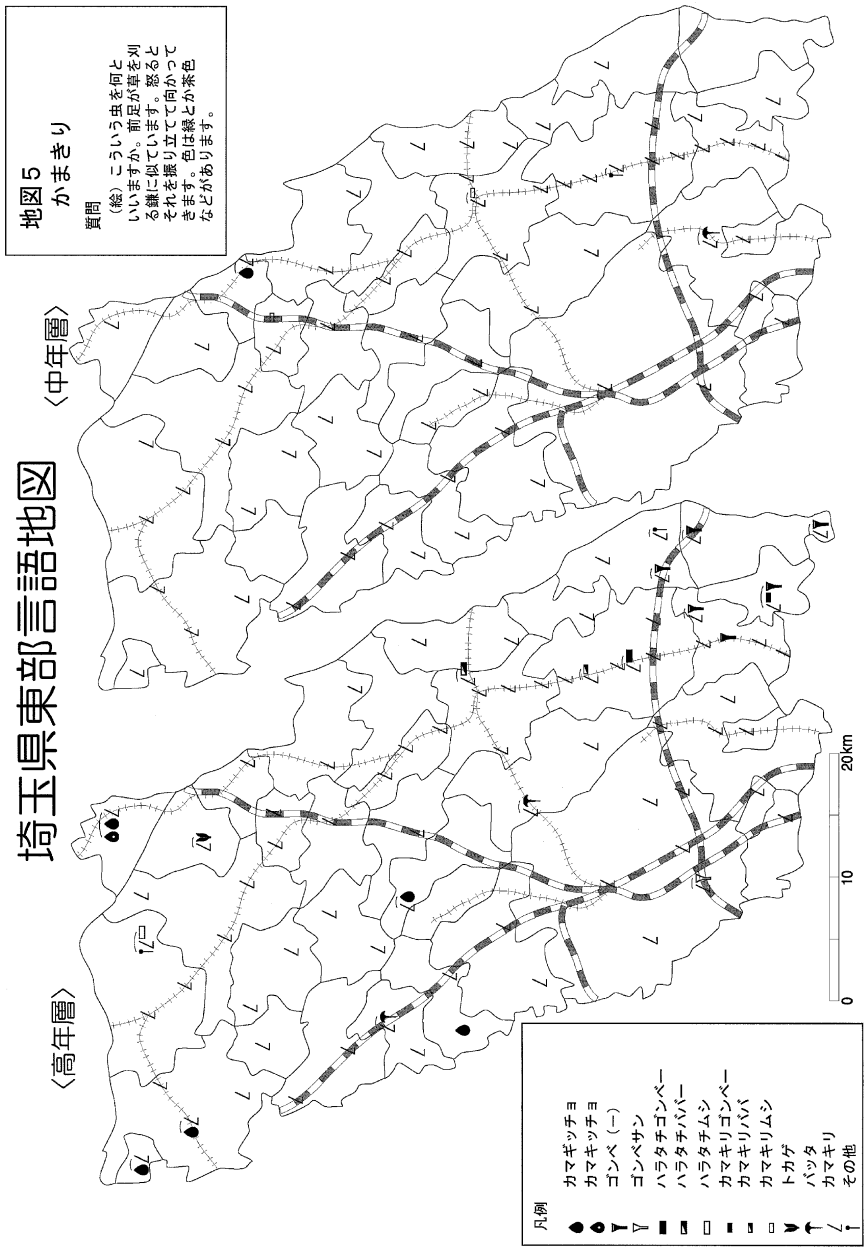 埼玉県東部言語地図
地図5
かまきり
質問
(絵)こういう虫を何と
いいますか。前足が草を刈
る鎌に似ています。怒ると
それを振り立てて向かって
きます。色は緑とか茶色
などがあります。
〈高年層〉
〈中年層〉
0
10
20km
凡例
カマギッチョ
カマキッチョ
ゴンベ(ー)
ゴンベサン
ハラタチゴンベー
ハラタチババー
ハラタチムシ
カマキリゴンベー
カマキリババ
カマキリムシ
トカゲ
バッタ
カマキリ
その他